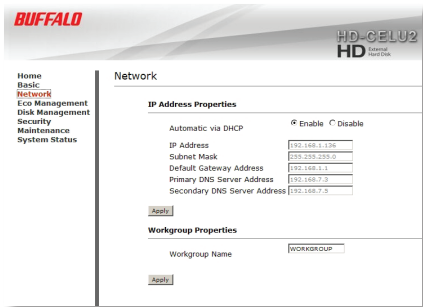 BUFFALO
HD-CELU2
HD External
Hard Disk
Home
Basic
Network
Eco Management
Disk Management
Security
Maintenance
System Status
Network
IP Address Properties
Automatic via DHCP Enable Disable
IP Address 192.168.1.136
Subnet Mask 255.255.255.0
Default Gateway Address 192.168.1.1
Primary DNS Server Address 192.168.7.3
Secondary DNS Server Address 192.168.7.5
Apply
Workgroup Properties
Workgroup Name WORKGROUP
Apply